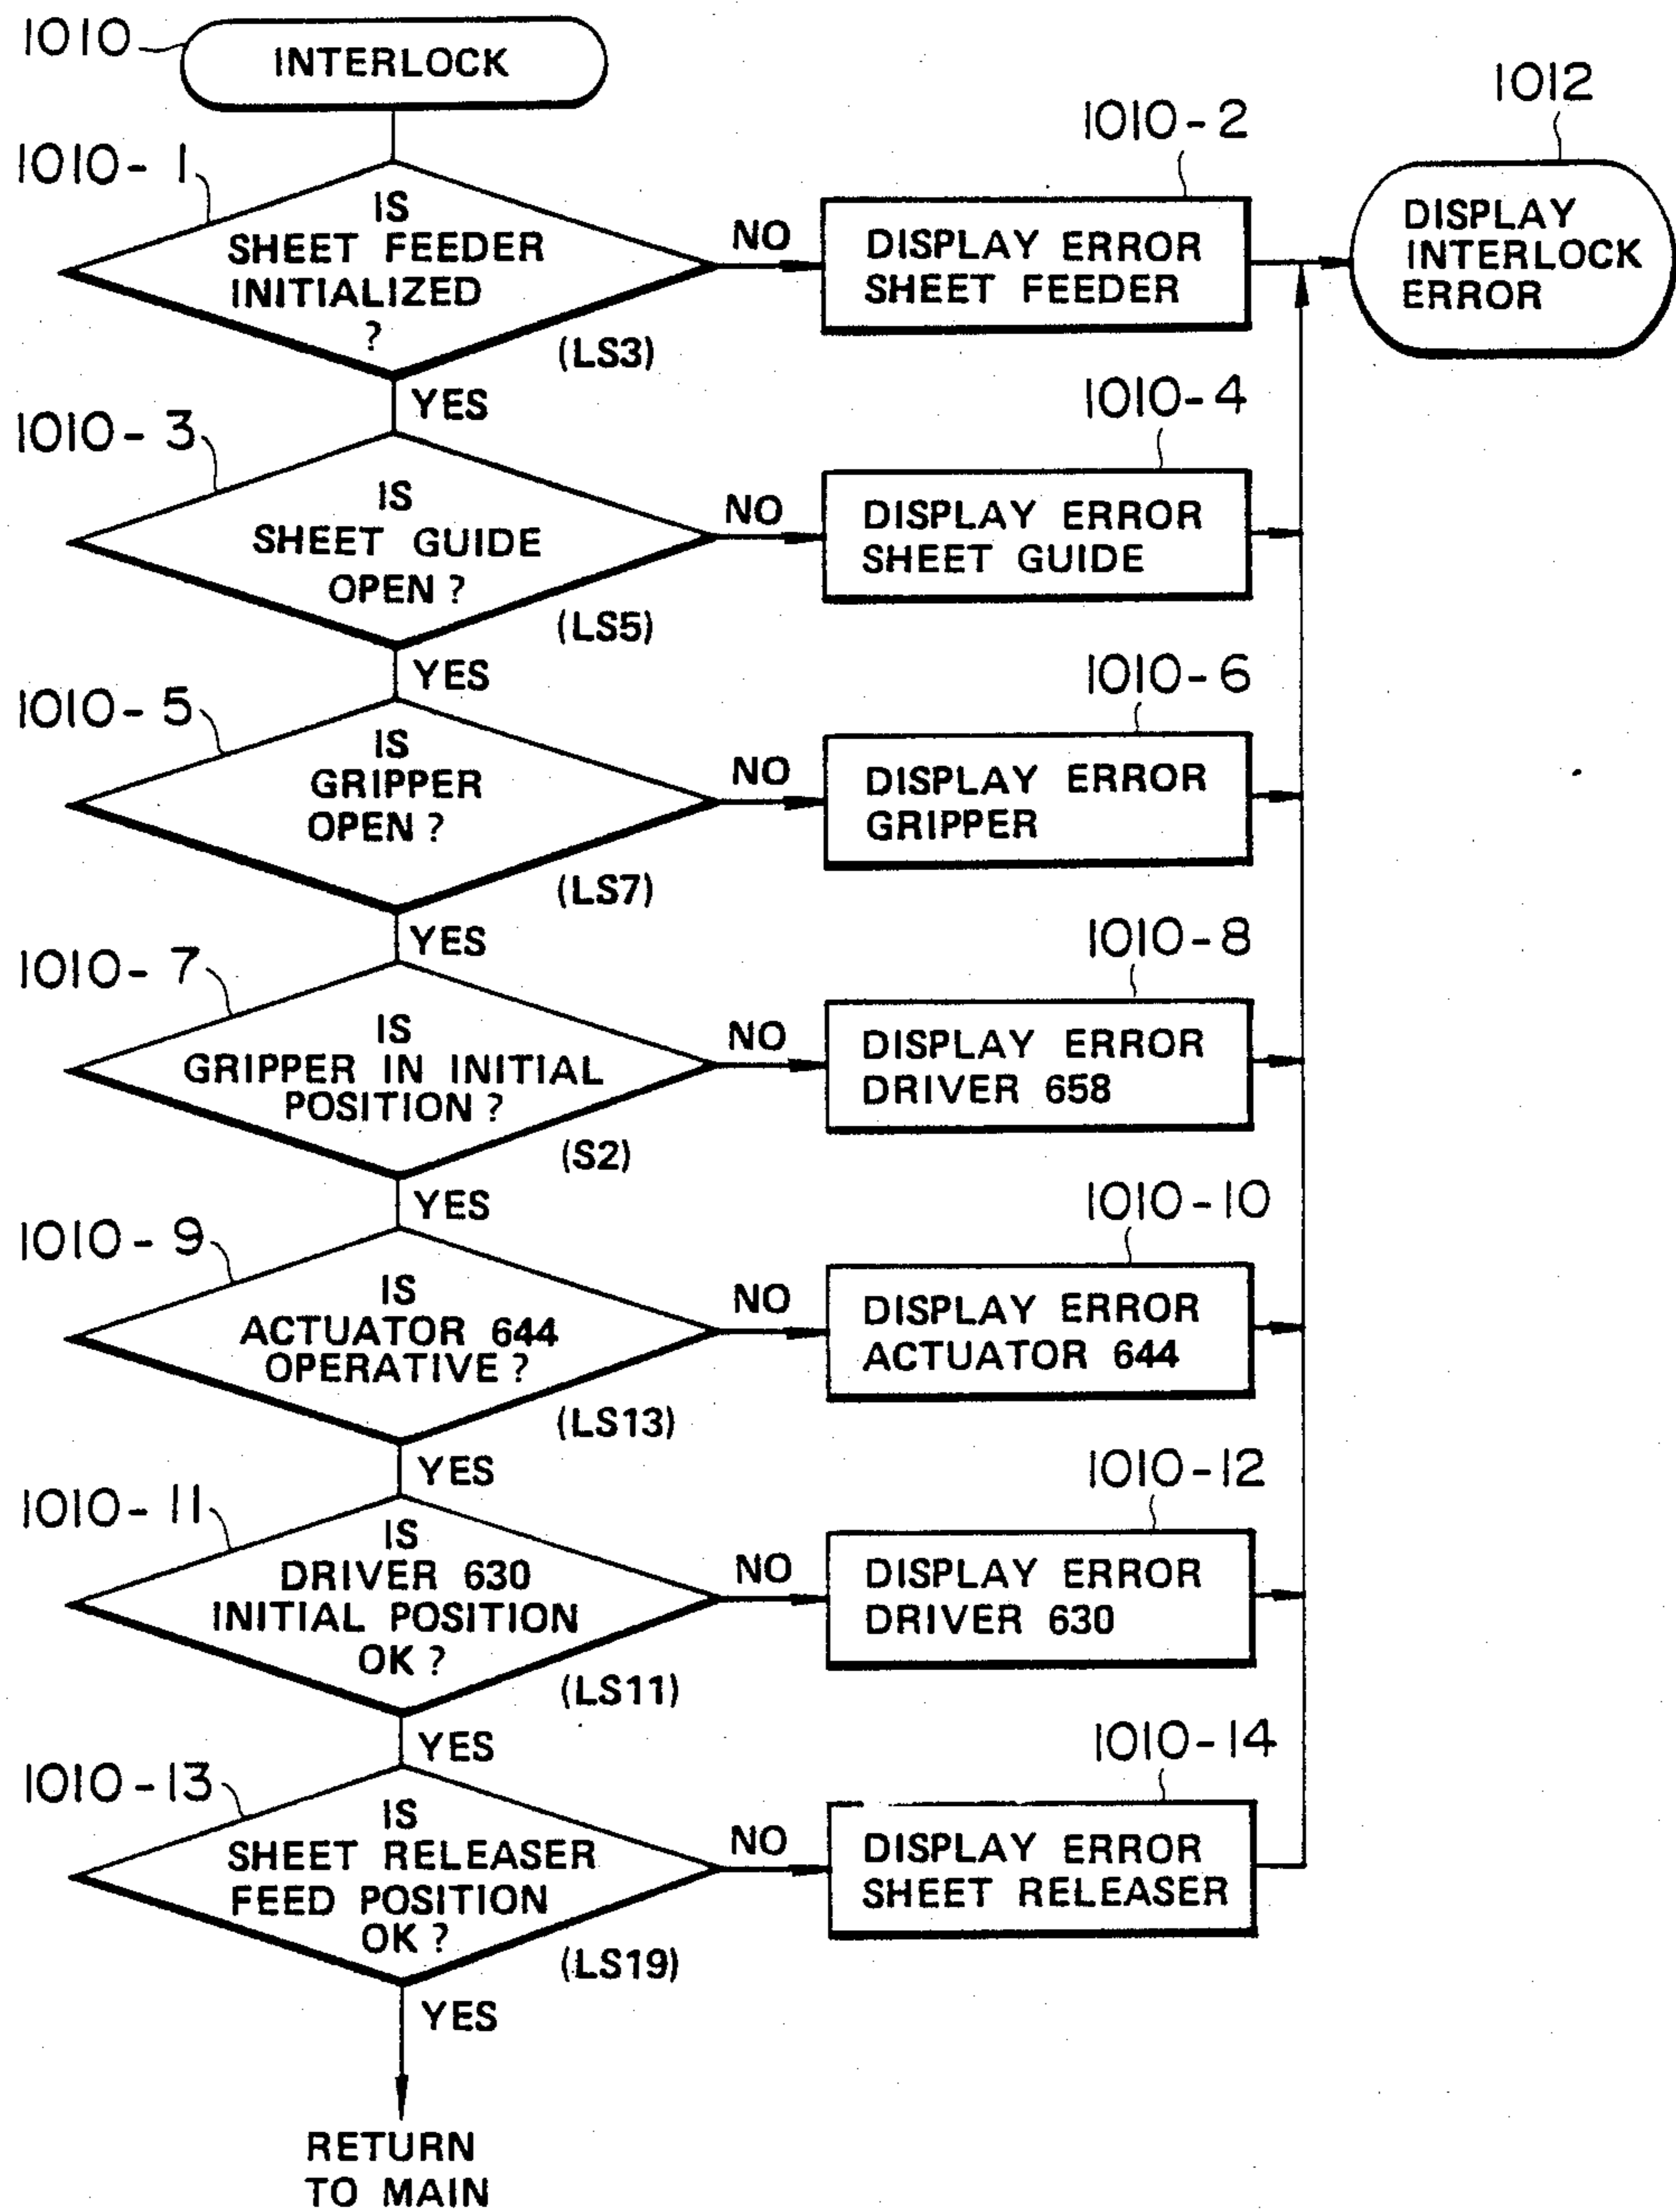 1010
INTERLOCK
1012
DISPLAY
INTERLOCK
ERROR
1010-1
IS
SHEET FEEDER
INITIALIZED
?
(LS3)
NO
1010-2
DISPLAY ERROR
SHEET FEEDER
YES
1010-3
IS
SHEET GUIDE
OPEN ?
(LS5)
NO
1010-4
DISPLAY ERROR
SHEET GUIDE
YES
1010-5
IS
GRIPPER
OPEN ?
(LS7)
NO
1010-6
DISPLAY ERROR
GRIPPER
YES
1010-7
IS
GRIPPER IN INITIAL
POSITION ?
(S2)
NO
1010-8
DISPLAY ERROR
DRIVER 658
YES
1010-9
IS
ACTUATOR 644
OPERATIVE ?
(LS13)
NO
1010-10
DISPLAY ERROR
ACTUATOR 644
YES
1010-11
IS
DRIVER 630
INITIAL POSITION
OK ?
(LS11)
NO
1010-12
DISPLAY ERROR
DRIVER 630
YES
1010-13
IS
SHEET RELEASER
FEED POSITION
OK ?
(LS19)
NO
1010-14
DISPLAY ERROR
SHEET RELEASER
YES
RETURN
TO MAIN